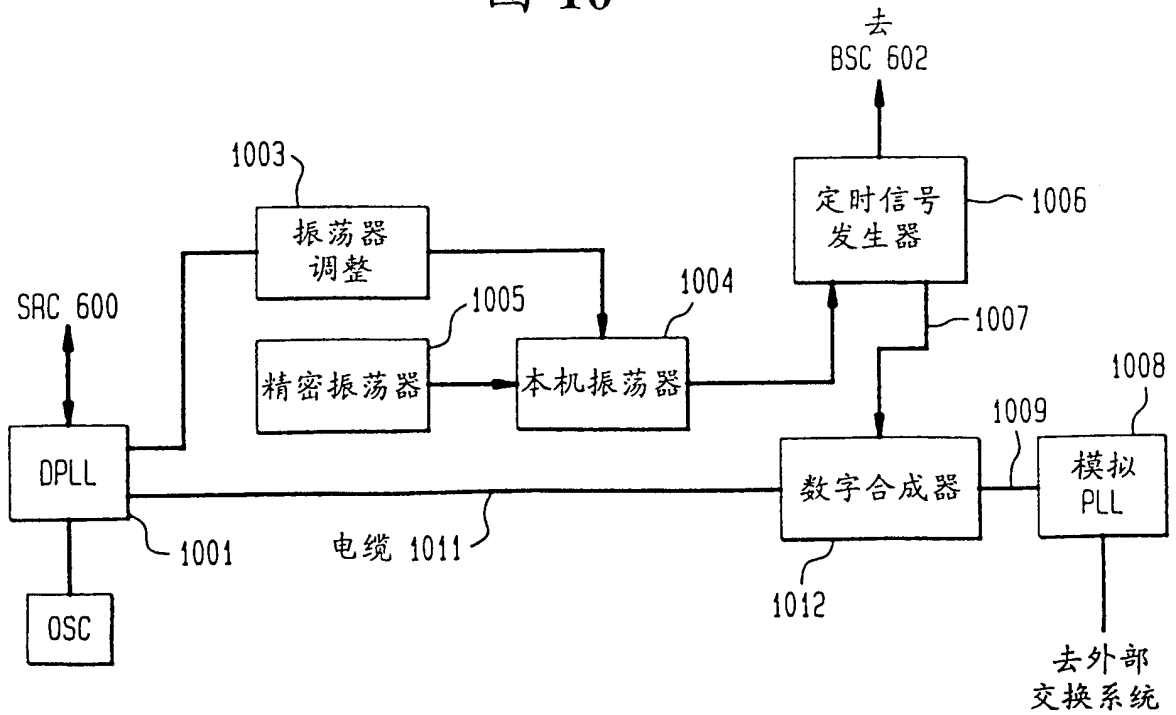 图 10
去
BSC 602
1003
振荡器
调整
定时信号
发生器
1006
SRC 600
1005
1004
1007
精密振荡器
本机振荡器
1008
1009
DPLL
数字合成器
模拟
PLL
1001
电缆 1011
1012
OSC
去外部
交换系统